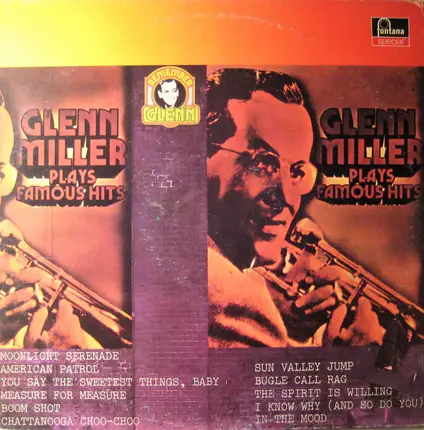 fontana
special
REMEMBER
GLENN
GLENN
MILLER
PLAYS
FAMOUS HITS
GLENN
MILLER
PLAYS
FAMOUS HITS
MOONLIGHT SERENADE
AMERICAN PATROL
YOU SAY THE SWEETEST THINGS, BABY
MEASURE FOR MEASURE
BOOM SHOT
CHATTANOOGA CHOO-CHOO
SUN VALLEY JUMP
BUGLE CALL RAG
THE SPIRIT IS WILLING
I KNOW WHY (AND SO DO YOU)
IN THE MOOD